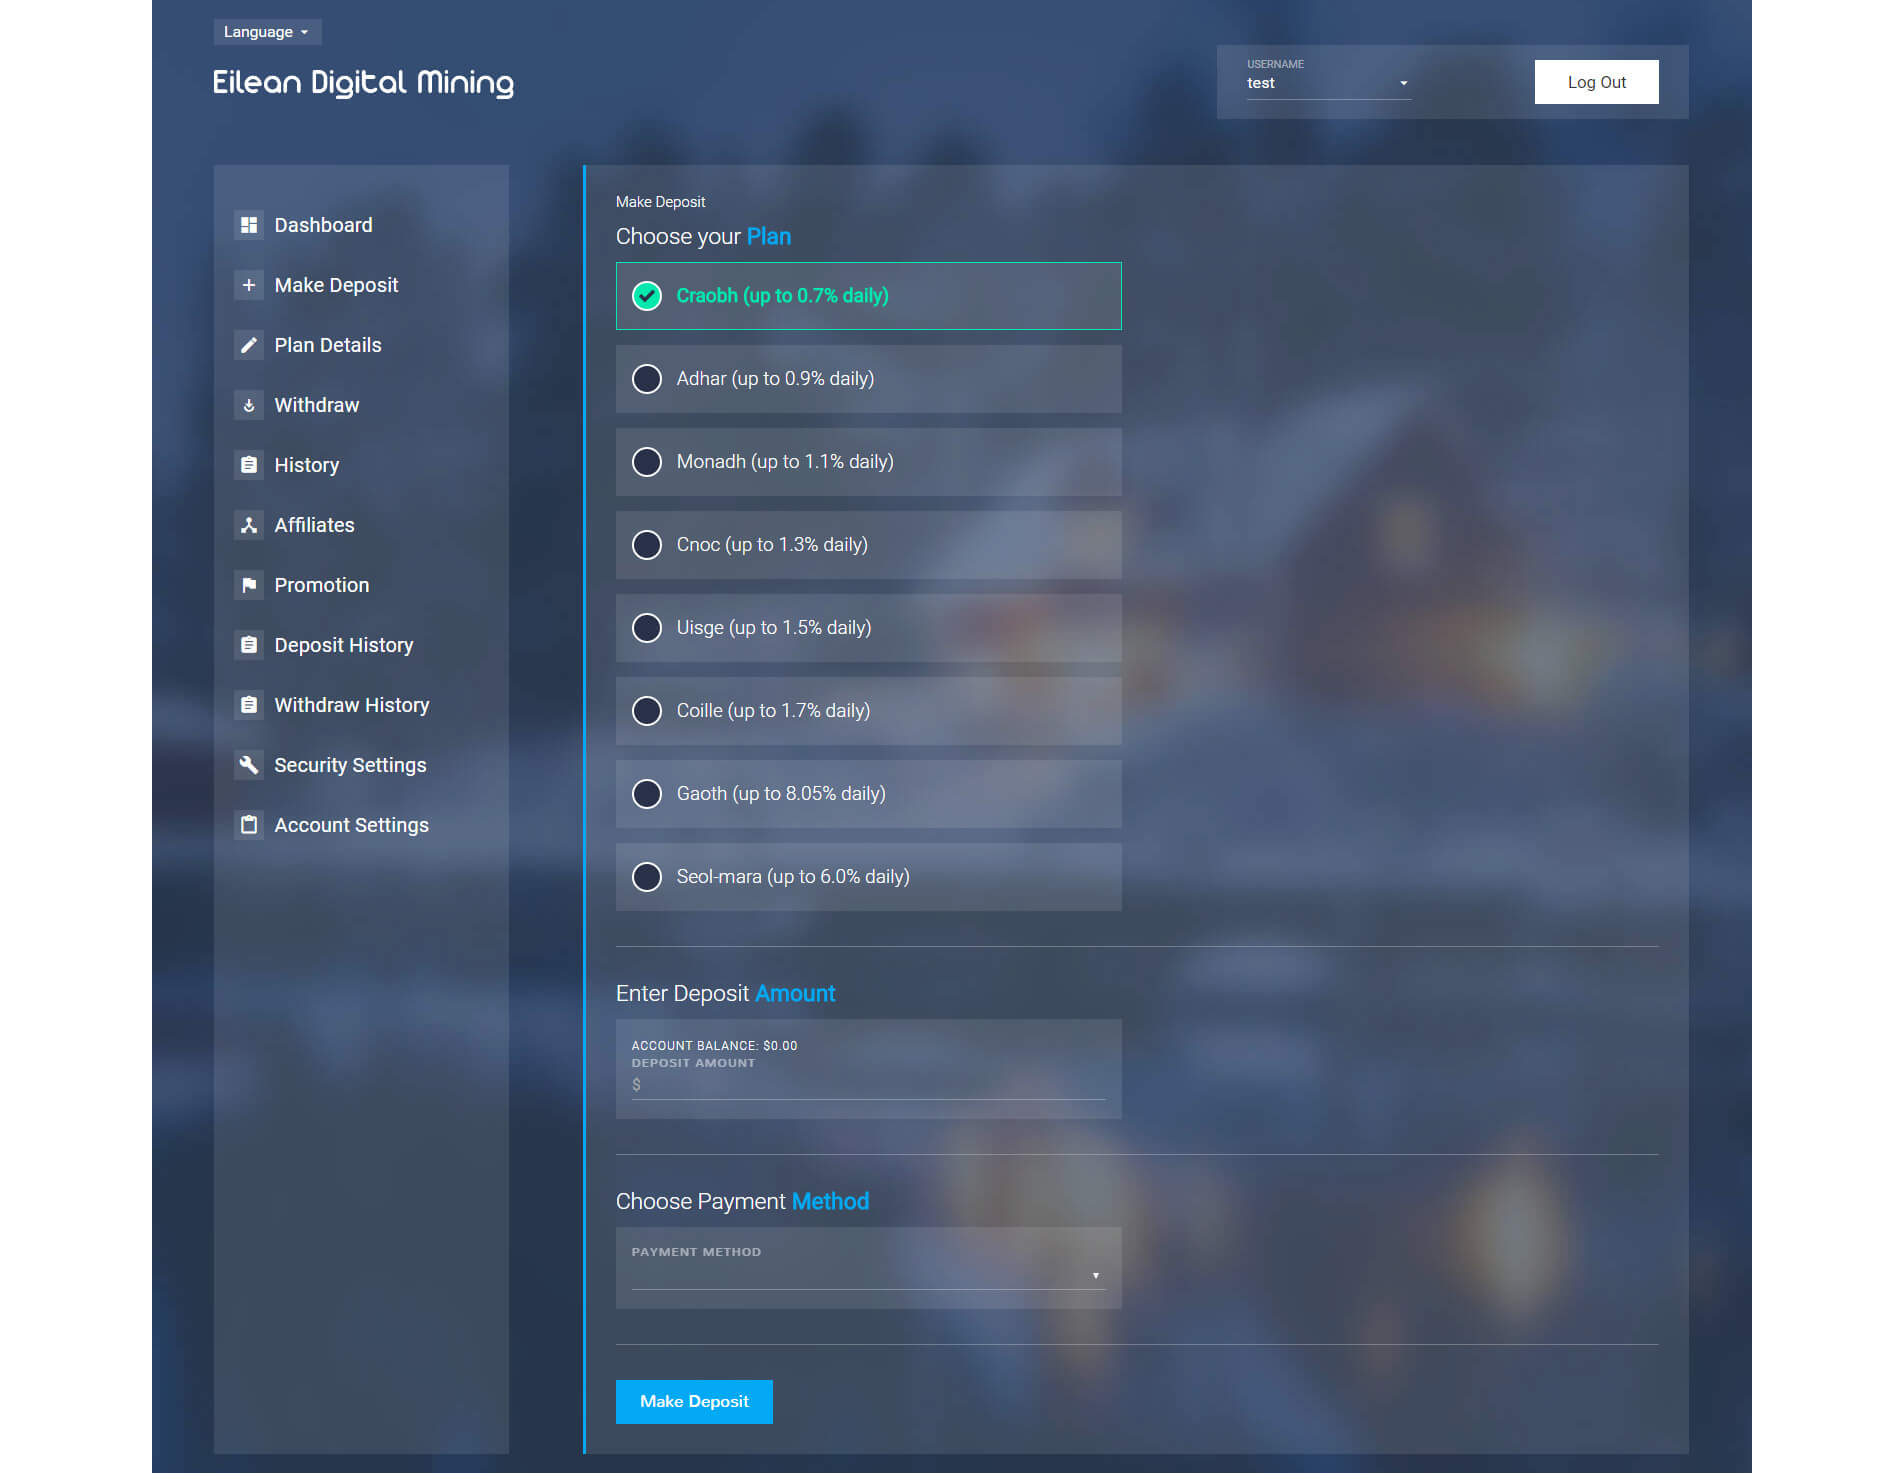 Language
Eilean Digital Mining
USERNAME
test
Log Out
Dashboard
Make Deposit
Plan Details
Withdraw
History
Affiliates
Promotion
Deposit History
Withdraw History
Security Settings
Account Settings
Make Deposit
Choose your Plan
Craobh (up to 0.7% daily)
Adhar (up to 0.9% daily)
Monadh (up to 1.1% daily)
Cnoc (up to 1.3% daily)
Uisge (up to 1.5% daily)
Coille (up to 1.7% daily)
Gaoth (up to 8.05% daily)
Seol-mara (up to 6.0% daily)
Enter Deposit Amount
ACCOUNT BALANCE: $0.00
DEPOSIT AMOUNT
$
Choose Payment Method
PAYMENT METHOD
Make Deposit